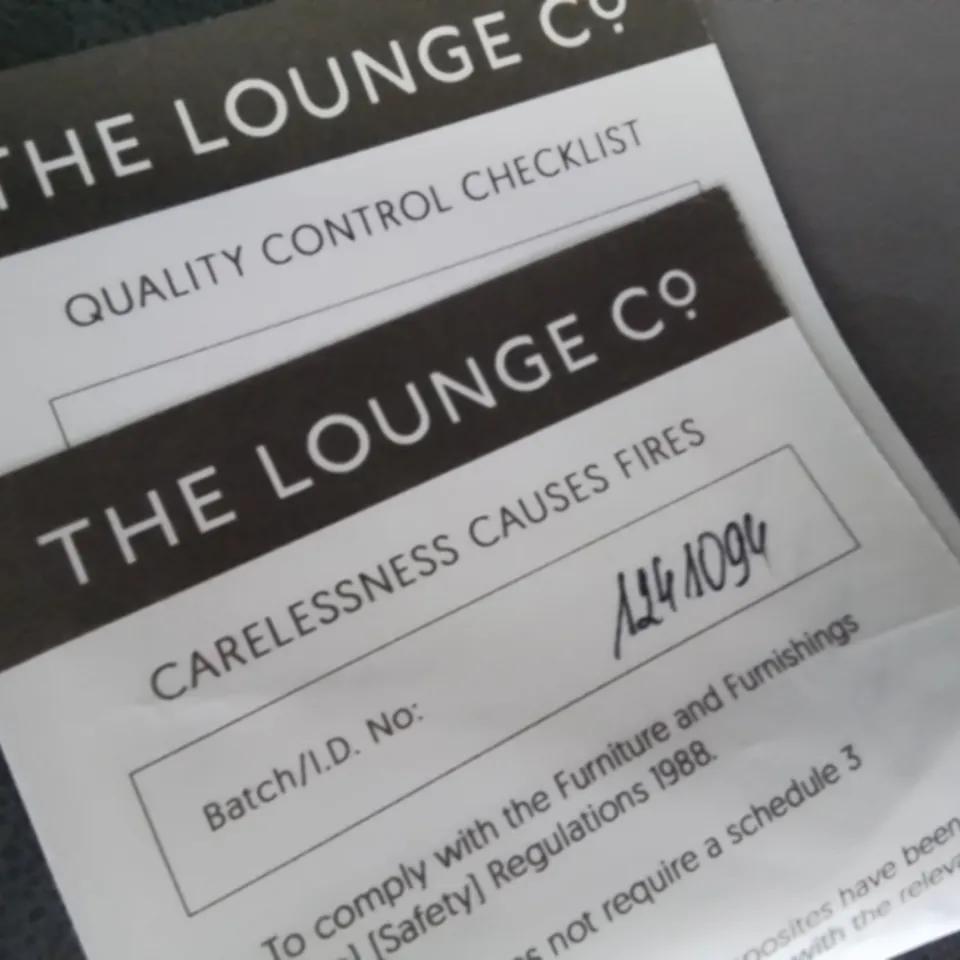 THE LOUNGE Co
QUALITY CONTROL CHECKLIST
THE LOUNGE Co
CARELESSNESS CAUSES FIRES
Batch/I.D. No: 1241094
To comply with the Furniture and Furnishings
[Safety] Regulations 1988.
not require a schedule 3
have been
with the